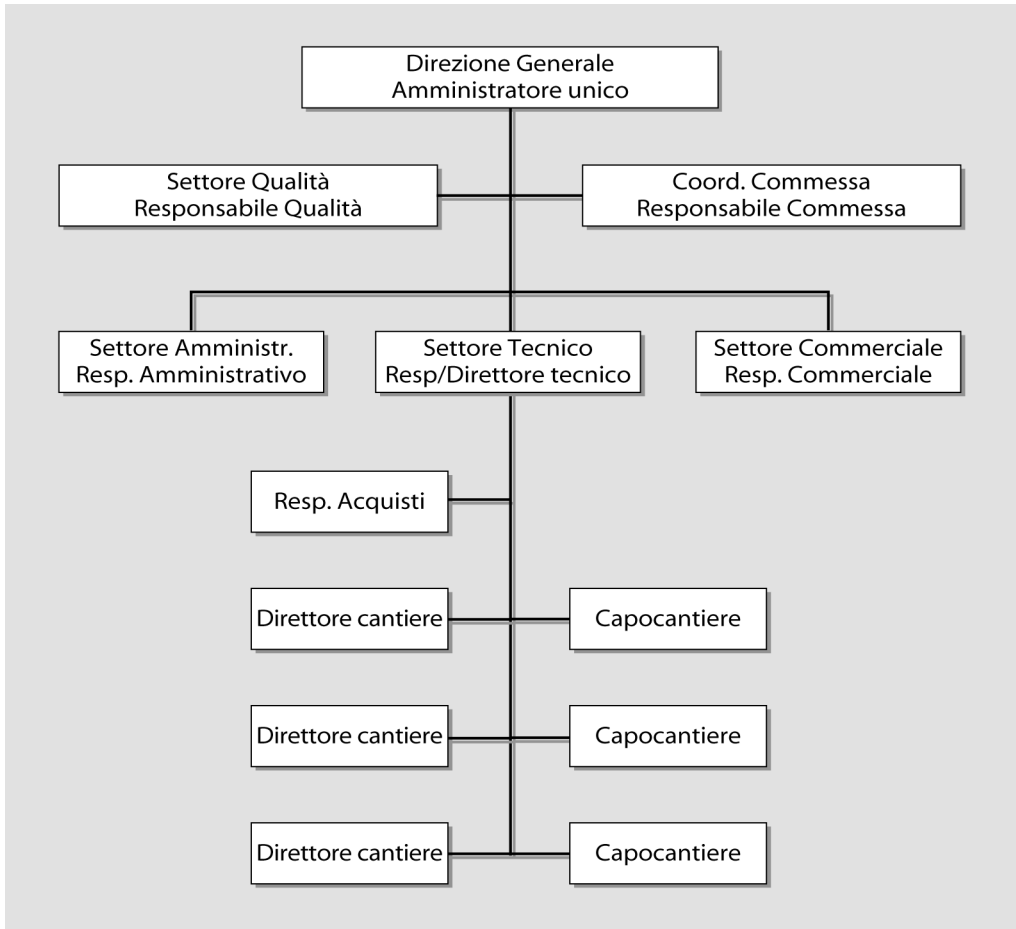 Direzione Generale
Amministratore unico
Settore Qualità
Responsabile Qualità
Coord. Commessa
Responsabile Commessa
Settore Amministr.
Resp. Amministrativo
Settore Tecnico
Resp/Direttore tecnico
Settore Commerciale
Resp. Commerciale
Resp. Acquisti
Direttore cantiere
Capocantiere
Direttore cantiere
Capocantiere
Direttore cantiere
Capocantiere